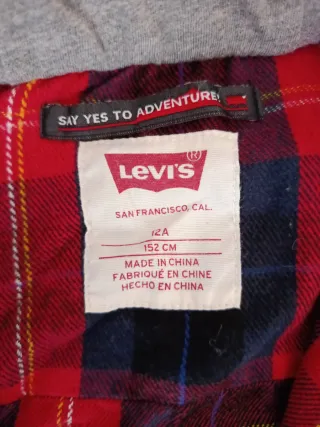 SAY YES TO ADVENTURE!
LEVI'S®
SAN FRANCISCO, CAL.
12A
152 CM
MADE IN CHINA
FABRIQUÉ EN CHINE
HECHO EN CHINA